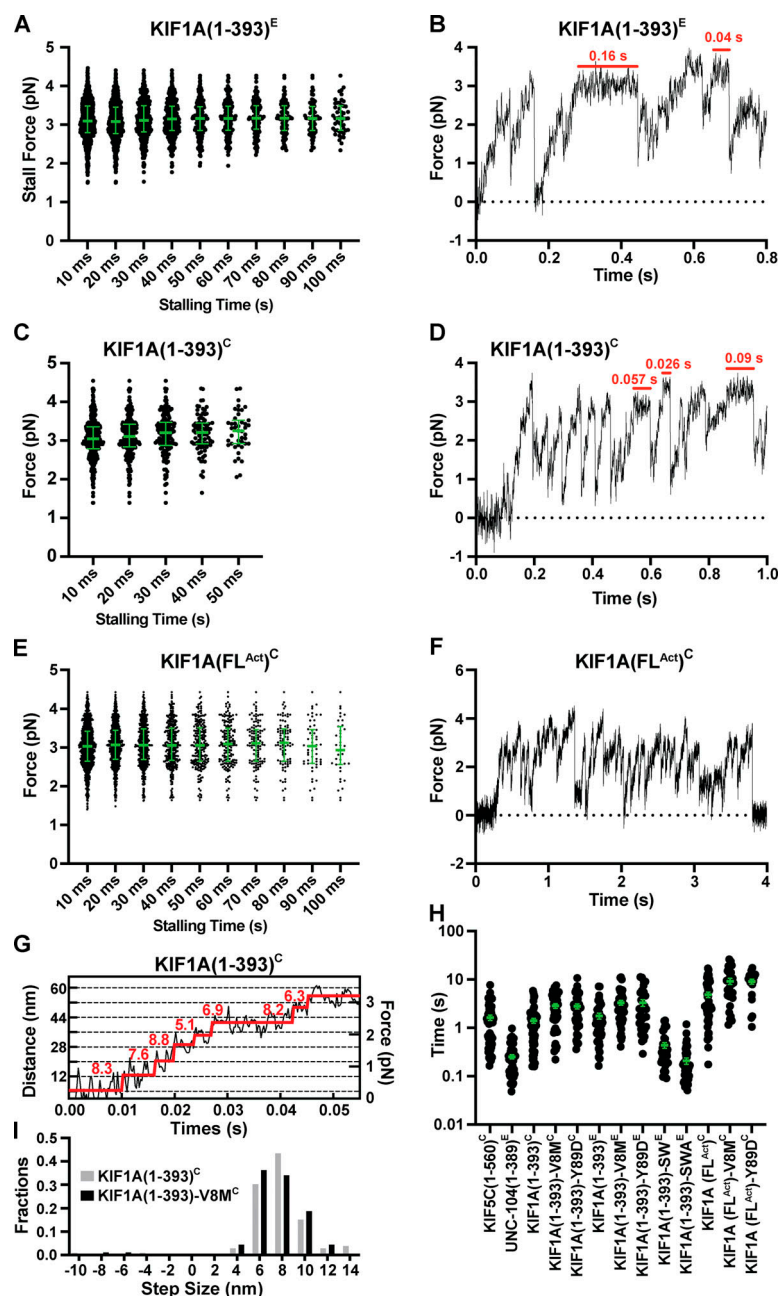 A
KIF1A(1-393)E
Stall Force (pN)
5
4
3
2
1
0
10 ms
20 ms
30 ms
40 ms
50 ms
60 ms
70 ms
80 ms
90 ms
100 ms
Stalling Time (s)
B
KIF1A(1-393)E
0.16 s
0.04 s
Force (pN)
4
3
2
1
0
-1
0.0 0.2 0.4 0.6 0.8
Time (s)
C
KIF1A(1-393)C
Force (pN)
5
4
3
2
1
0
10 ms
20 ms
30 ms
40 ms
50 ms
Stalling Time (s)
D
KIF1A(1-393)C
0.057 s
0.026 s
0.09 s
Force (pN)
4
3
2
1
0
-1
0.0 0.2 0.4 0.6 0.8 1.0
Time (s)
E
KIF1A(FLAct)C
Force (pN)
5
4
3
2
1
0
10 ms
20 ms
30 ms
40 ms
50 ms
60 ms
70 ms
80 ms
90 ms
100 ms
Stalling Time (s)
F
KIF1A(FLAct)C
Force (pN)
6
4
2
0
-2
0 1 2 3 4
Time (s)
G
KIF1A(1-393)C
Distance (nm)
60
44
28
12
8.3
7.6
8.8
5.1
6.9
8.2
6.3
3
2
1
0
Force (pN)
0.00 0.01 0.02 0.03 0.04 0.05
Times (s)
H
Time (s)
100
10
1
0.1
0.01
KIF5C(1-560)C
UNC-104(1-389)E
KIF1A(1-393)C
KIF1A(1-393)-V8MC
KIF1A(1-393)-Y89DC
KIF1A(1-393)E
KIF1A(1-393)-V8ME
KIF1A(1-393)-Y89DE
KIF1A(1-393)-SWE
KIF1A(1-393)-SWAE
KIF1A (FLAct)C
KIF1A (FLAct)-V8MC
KIF1A (FLAct)-Y89DC
I
Fractions
0.5
0.4
0.3
0.2
0.1
0.0
KIF1A(1-393)C
KIF1A(1-393)-V8MC
-10 -8 -6 -4 -2 0 2 4 6 8 10 12 14
Step Size (nm)